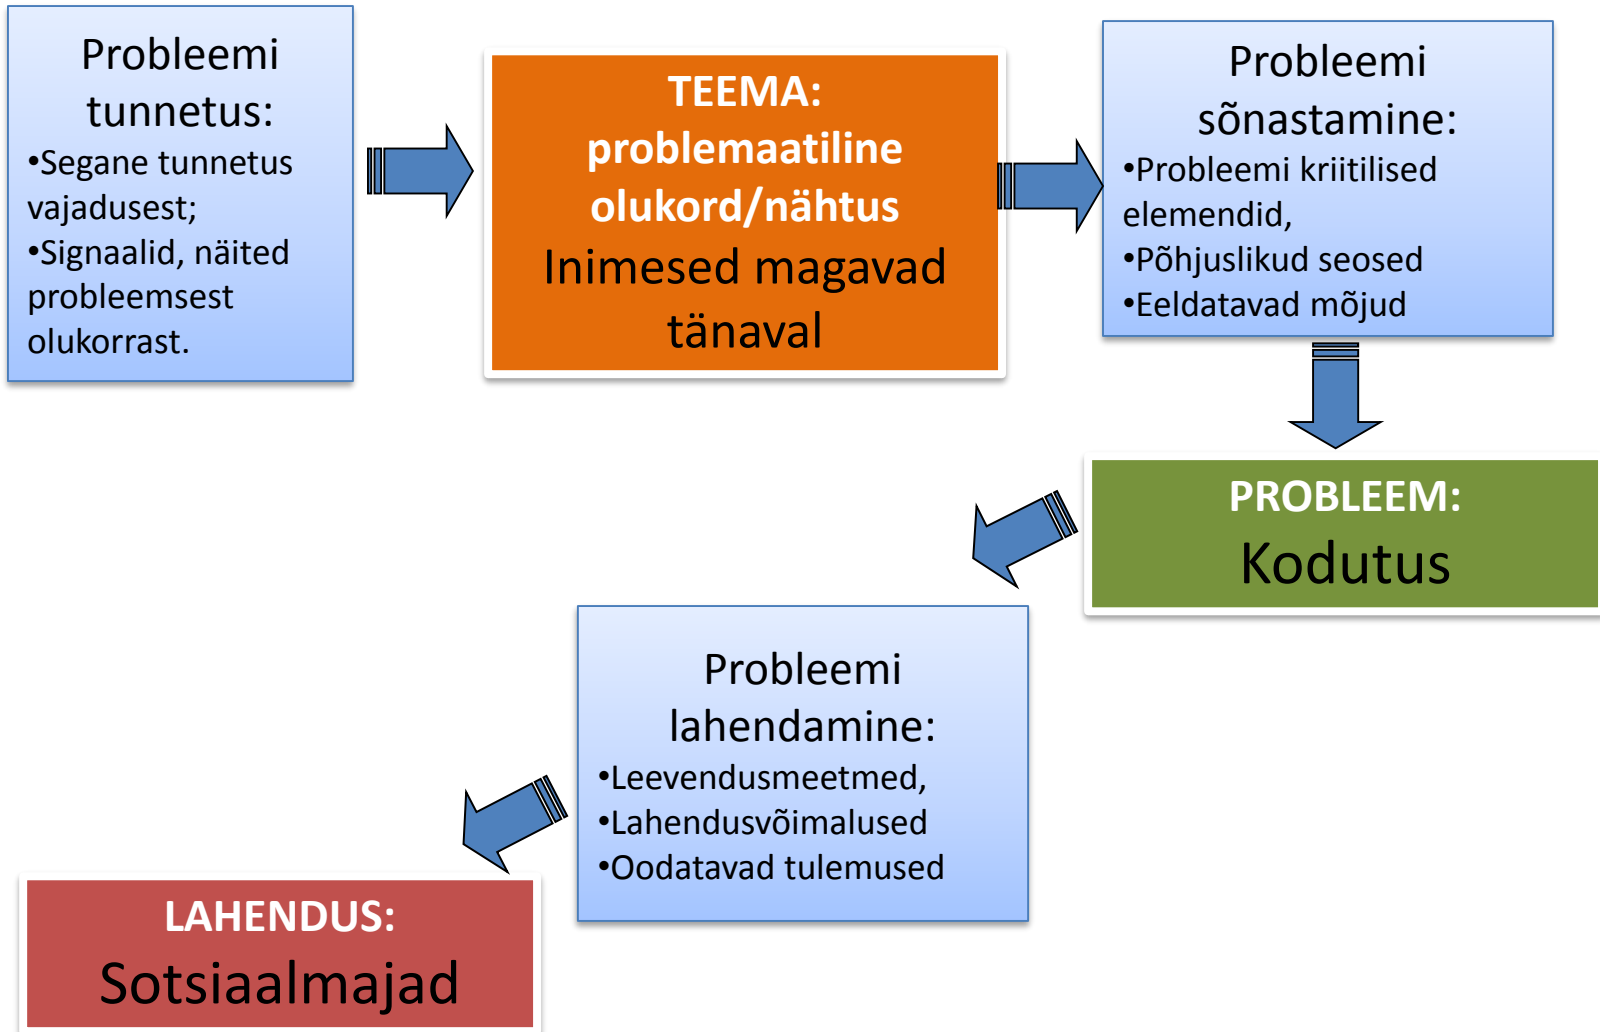 Probleemi
tunnetus:
•Segane tunnetus
vajadusest;
•Signaalid, näited
probleemsest
olukorrast.
TEEMA:
problemaatiline
olukord/nähtus
Inimesed magavad
tänaval
Probleemi
sõnastamine:
•Probleemi kriitilised
elemendid,
•Põhjuslikud seosed
•Eeldatavad mõjud
PROBLEEM:
Kodutus
Probleemi
lahendamine:
•Leevendusmeetmed,
•Lahendusvõimalused
•Oodatavad tulemused
LAHENDUS:
Sotsiaalmajad